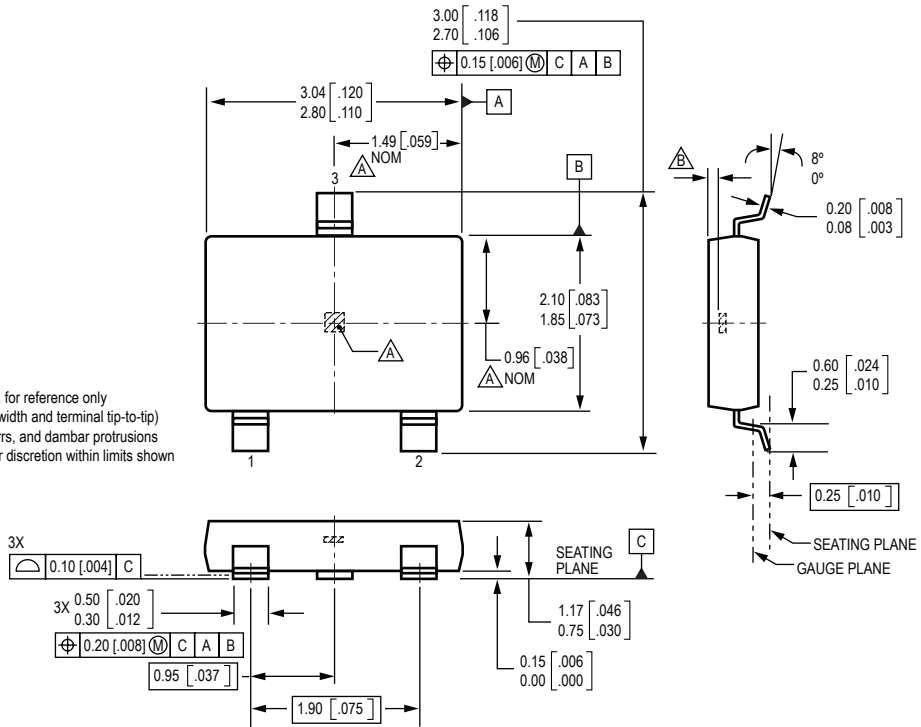 3.00 [ .118 ]
2.70 [ .106 ]
⌖ 0.15 [.006] Ⓜ C A B
3.04 [ .120 ]
2.80 [ .110 ]
A
1.49 [.059]
NOM
A
3
B
B
8º
0º
0.20 [ .008 ]
0.08 [ .003 ]
2.10 [ .083 ]
1.85 [ .073 ]
A
0.96 [.038]
A NOM
0.60 [ .024 ]
0.25 [ .010 ]
for reference only
width and terminal tip-to-tip)
rrs, and dambar protrusions
r discretion within limits shown
1
2
0.25 [ .010 ]
SEATING PLANE
GAUGE PLANE
3X
⌓ 0.10 [.004] C
SEATING
PLANE
C
3X 0.50 [ .020 ]
0.30 [ .012 ]
⌖ 0.20 [.008] Ⓜ C A B
1.17 [ .046 ]
0.75 [ .030 ]
0.15 [ .006 ]
0.00 [ .000 ]
0.95 [ .037 ]
1.90 [ .075 ]